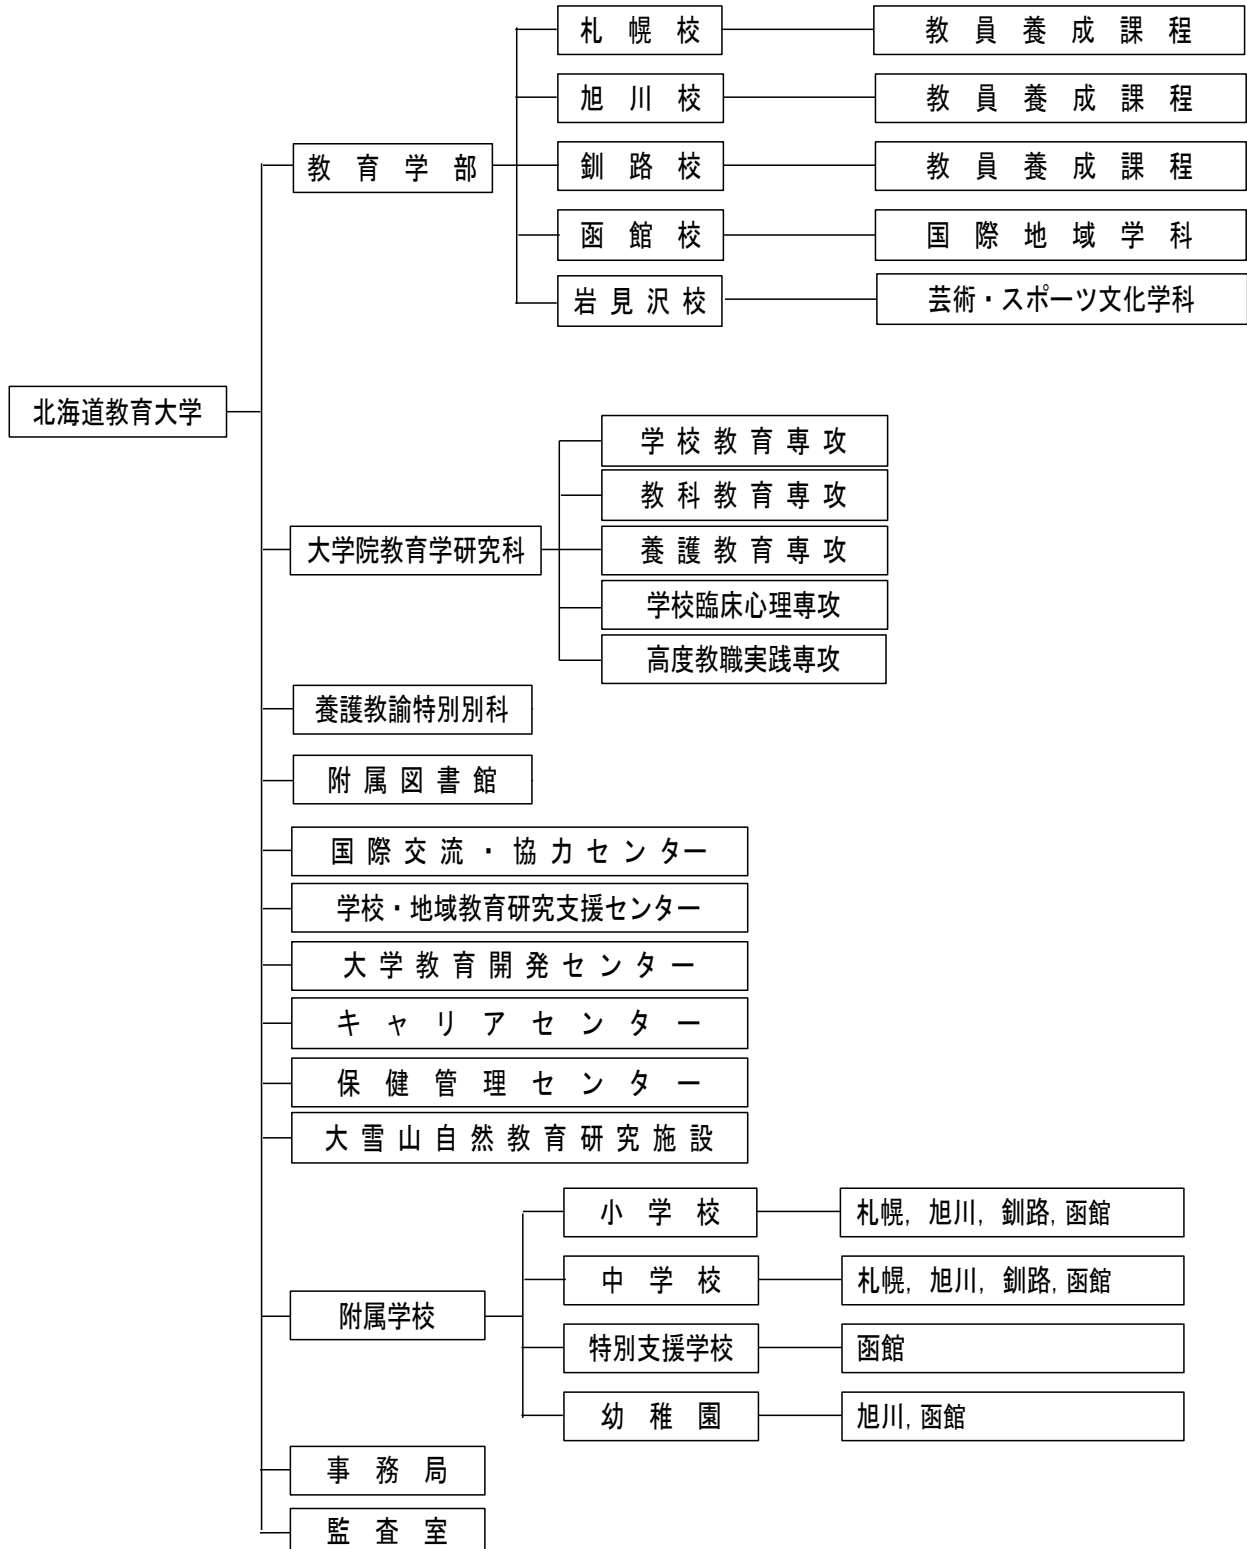 札幌校 教員養成課程
旭川校 教員養成課程
教育学部 釧路校 教員養成課程
函館校 国際地域学科
岩見沢校 芸術・スポーツ文化学科
北海道教育大学
学校教育専攻
教科教育専攻
大学院教育学研究科 養護教育専攻
学校臨床心理専攻
高度教職実践専攻
養護教諭特別別科
附属図書館
国際交流・協力センター
学校・地域教育研究支援センター
大学教育開発センター
キャリアセンター
保健管理センター
大雪山自然教育研究施設
小学校 札幌, 旭川, 釧路, 函館
中学校 札幌, 旭川, 釧路, 函館
附属学校
特別支援学校 函館
幼稚園 旭川, 函館
事務局
監査室